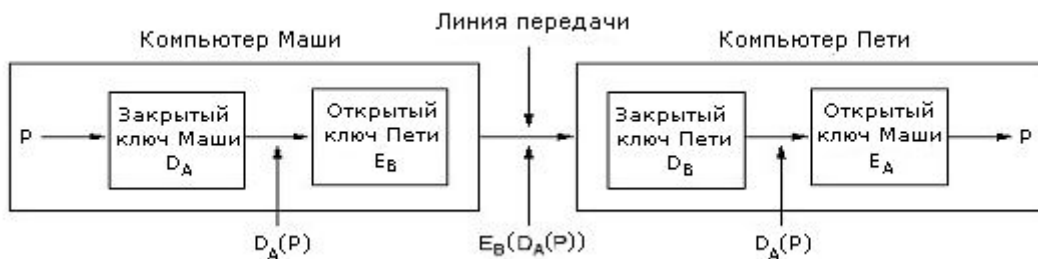 Линия передачи
Компьютер Маши
Компьютер Пети
P
Закрытый
ключ Маши
D_A
Открытый
ключ Пети
E_B
Закрытый
ключ Пети
D_B
Открытый
ключ Маши
E_A
P
D_A(P)
E_B(D_A(P))
D_A(P)